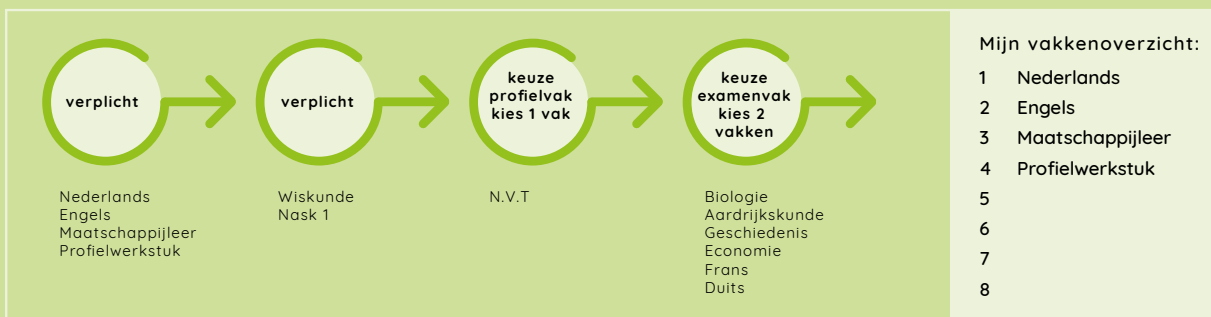 verplicht
Nederlands
Engels
Maatschappijleer
Profielwerkstuk
verplicht
Wiskunde
Nask 1
keuze
profielvak
kies 1 vak
N.V.T
keuze
examenvak
kies 2
vakken
Biologie
Aardrijkskunde
Geschiedenis
Economie
Frans
Duits
Mijn vakkenoverzicht:
1 Nederlands
2 Engels
3 Maatschappijleer
4 Profielwerkstuk
5
6
7
8